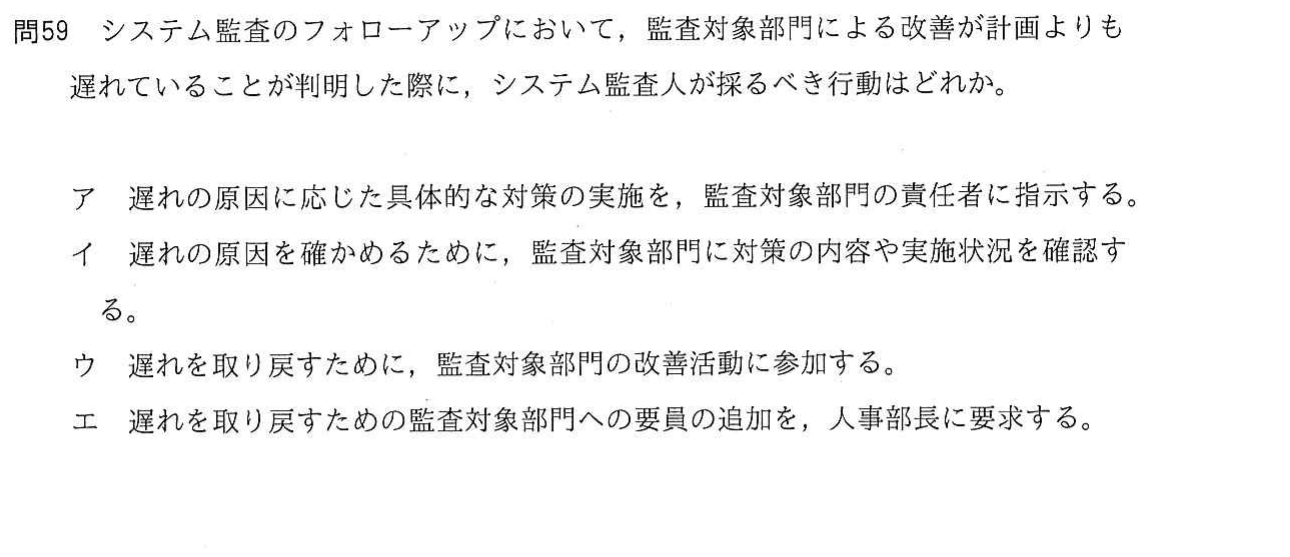 問59 システム監査のフォローアップにおいて，監査対象部門による改善が計画よりも
遅れていることが判明した際に，システム監査人が採るべき行動はどれか。
ア 遅れの原因に応じた具体的な対策の実施を，監査対象部門の責任者に指示する。
イ 遅れの原因を確かめるために，監査対象部門に対策の内容や実施状況を確認す
る。
ウ 遅れを取り戻すために，監査対象部門の改善活動に参加する。
エ 遅れを取り戻すための監査対象部門への要員の追加を，人事部長に要求する。